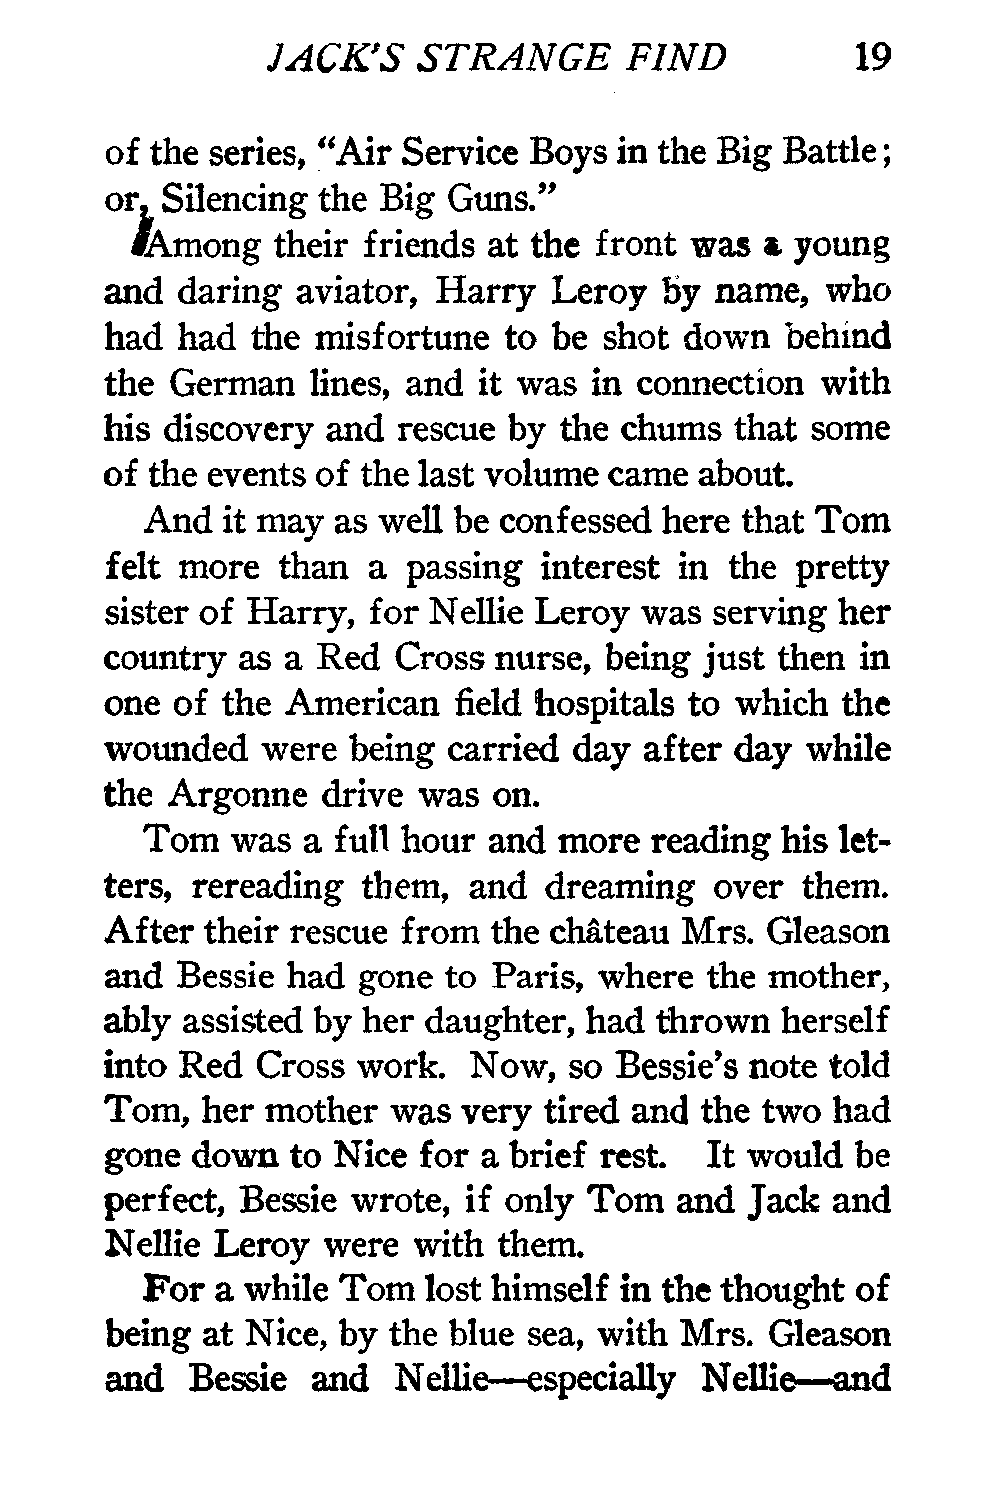 JACK'S STRANGE FIND 19
of the series, "Air Service Boys in the Big Battle;
or, Silencing the Big Guns."
Among their friends at the front was a young
and daring aviator, Harry Leroy by name, who
had had the misfortune to be shot down behind
the German lines, and it was in connection with
his discovery and rescue by the chums that some
of the events of the last volume came about.
And it may as well be confessed here that Tom
felt more than a passing interest in the pretty
sister of Harry, for Nellie Leroy was serving her
country as a Red Cross nurse, being just then in
one of the American field hospitals to which the
wounded were being carried day after day while
the Argonne drive was on.
Tom was a full hour and more reading his let-
ters, rereading them, and dreaming over them.
After their rescue from the château Mrs. Gleason
and Bessie had gone to Paris, where the mother,
ably assisted by her daughter, had thrown herself
into Red Cross work. Now, so Bessie's note told
Tom, her mother was very tired and the two had
gone down to Nice for a brief rest. It would be
perfect, Bessie wrote, if only Tom and Jack and
Nellie Leroy were with them.
For a while Tom lost himself in the thought of
being at Nice, by the blue sea, with Mrs. Gleason
and Bessie and Nellie—especially Nellie—and